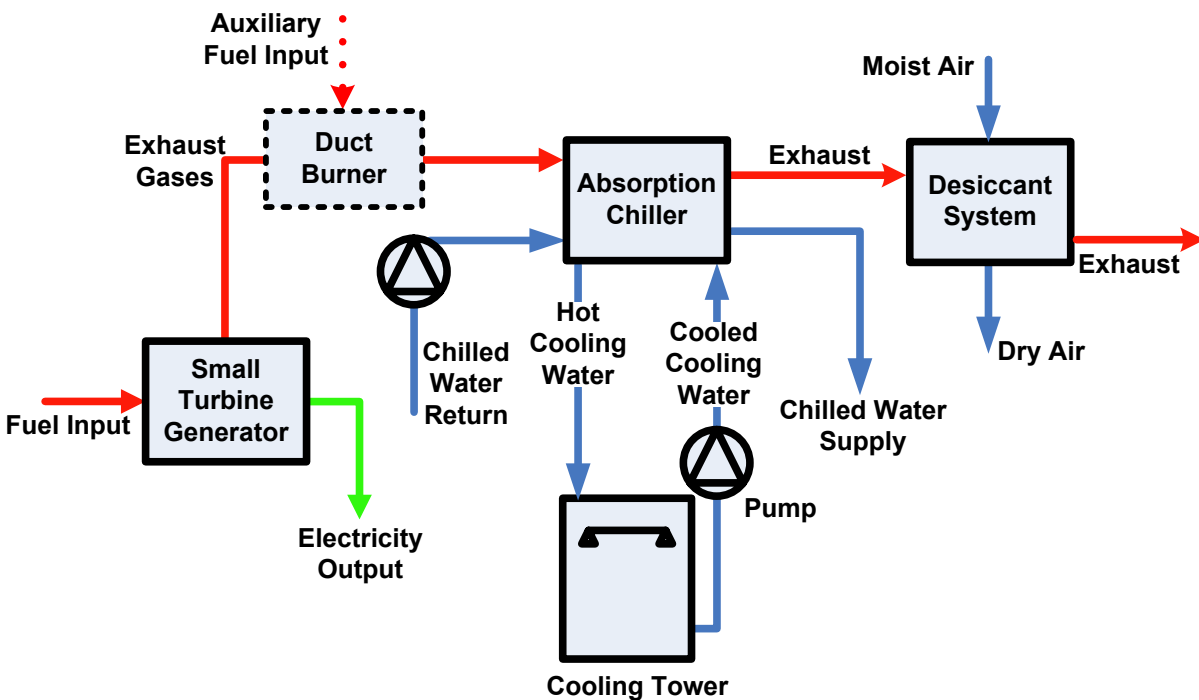 Auxiliary
Fuel Input
Moist Air
Duct
Burner
Exhaust
Gases
Absorption
Chiller
Exhaust
Desiccant
System
Exhaust
Hot
Cooling
Water
Cooled
Cooling
Water
Chilled
Water
Return
Dry Air
Small
Turbine
Generator
Fuel Input
Chilled Water
Supply
Pump
Electricity
Output
Cooling Tower